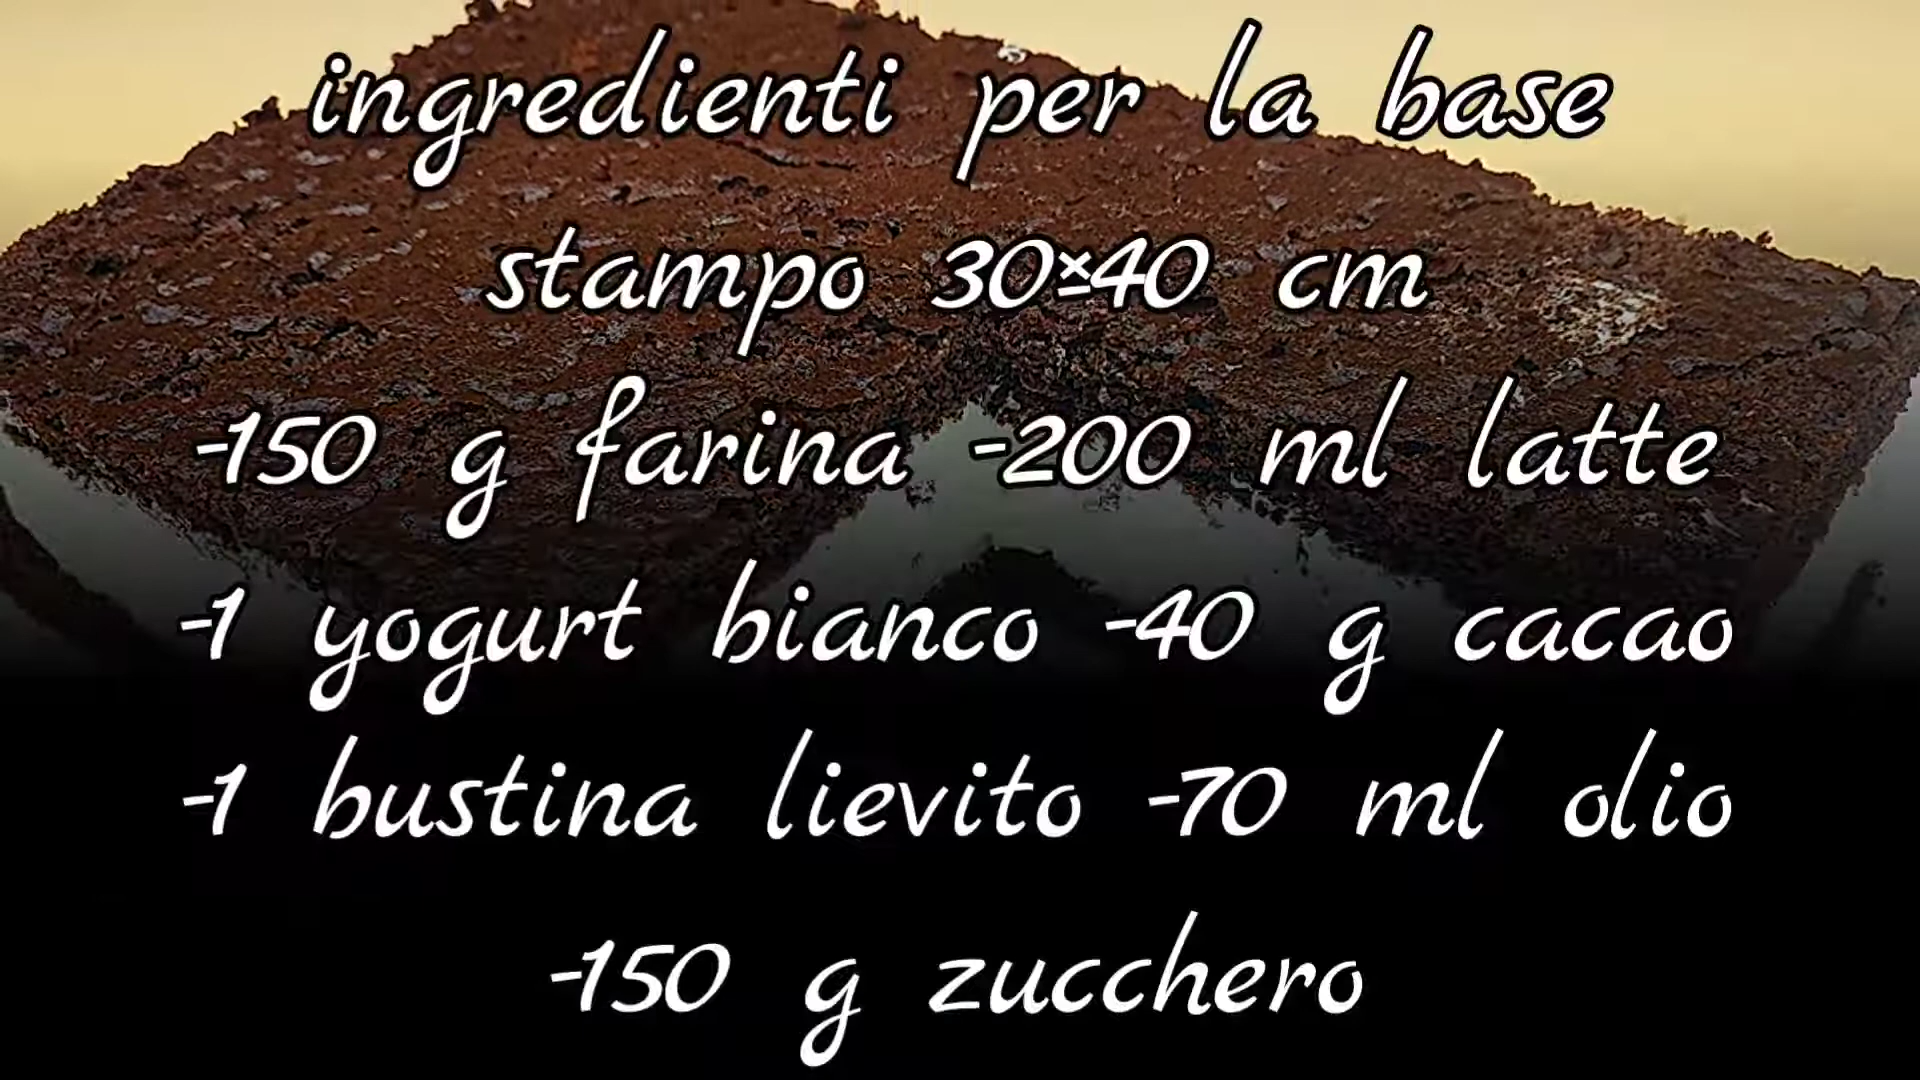 ingredienti per la base
stampo 30×40 cm
-150 g farina -200 ml latte
-1 yogurt bianco -40 g cacao
-1 bustina lievito -70 ml olio
-150 g zucchero